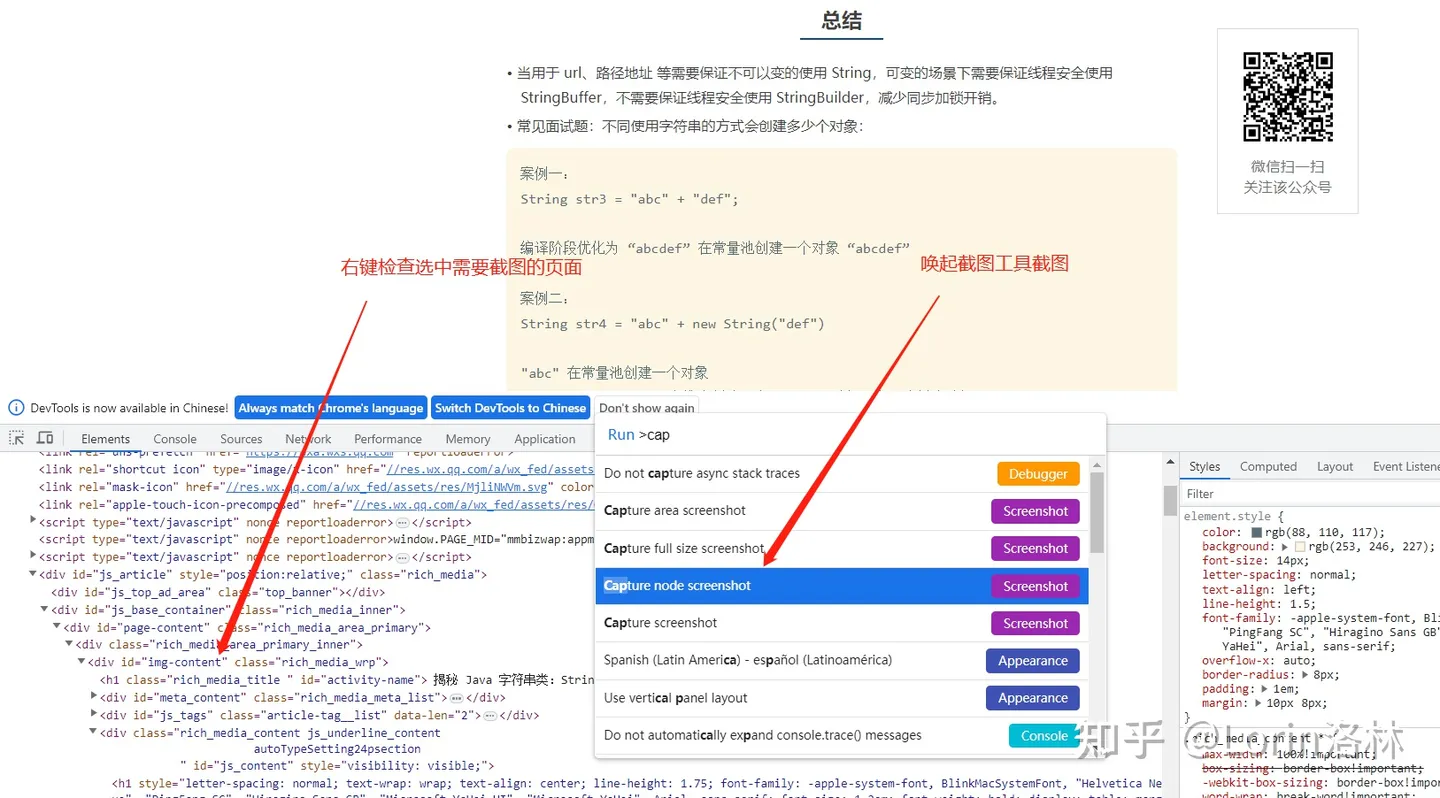 总结
• 当用于 url、路径地址 等需要保证不可以变的使用 String，可变的场景下需要保证线程安全使用
StringBuffer，不需要保证线程安全使用 StringBuilder，减少同步加锁开销。
• 常见面试题：不同使用字符串的方式会创建多少个对象：
案例一：
String str3 = "abc" + "def";
编译阶段优化为 “abcdef” 在常量池创建一个对象 “abcdef”
案例二：
String str4 = "abc" + new String("def")
"abc" 在常量池创建一个对象
微信扫一扫
关注该公众号
右键检查选中需要截图的页面
唤起截图工具截图
DevTools is now available in Chinese! Always match Chrome's language Switch DevTools to Chinese Don't show again
Elements Console Sources Network Performance Memory Application
<link rel="shortcut icon" type="image/x-icon" href="//res.wx.qq.com/a/wx_fed/assets
<link rel="mask-icon" href="//res.wx.qq.com/a/wx_fed/assets/res/MjliNWVm.svg" color
<link rel="apple-touch-icon-precomposed" href="//res.wx.qq.com/a/wx_fed/assets/res/
<script type="text/javascript" nonce reportloaderror>…</script>
<script type="text/javascript" nonce reportloaderror>window.PAGE_MID="mmbizwap:appm
<script type="text/javascript" nonce reportloaderror>…</script>
<div id="js_article" style="position:relative;" class="rich_media">
<div id="js_top_ad_area" class="top_banner"></div>
<div id="js_base_container" class="rich_media_inner">
<div id="page-content" class="rich_media_area_primary">
<div class="rich_media_area_primary_inner">
<div id="img-content" class="rich_media_wrp">
<h1 class="rich_media_title " id="activity-name"> 揭秘 Java 字符串类：Strin
<div id="meta_content" class="rich_media_meta_list">…</div>
<div id="js_tags" class="article-tag__list" data-len="2">…</div>
<div class="rich_media_content js_underline_content
autoTypeSetting24psection
" id="js_content" style="visibility: visible;">
<h1 style="letter-spacing: normal; text-wrap: wrap; text-align: center; line-height: 1.75; font-family: -apple-system-font, BlinkMacSystemFont, "Helvetica Ne
Run >cap
Do not capture async stack traces Debugger
Capture area screenshot Screenshot
Capture full size screenshot Screenshot
Capture node screenshot Screenshot
Capture screenshot Screenshot
Spanish (Latin America) - español (Latinoamérica) Appearance
Use vertical panel layout Appearance
Do not automatically expand console.trace() messages Console
Styles Computed Layout Event Listene
Filter
element.style {
color: rgb(88, 110, 117);
background: rgb(253, 246, 227);
font-size: 14px;
letter-spacing: normal;
text-align: left;
line-height: 1.5;
font-family: -apple-system-font, Bli
"PingFang SC", "Hiragino Sans GB"
YaHei", Arial, sans-serif;
overflow-x: auto;
border-radius: 8px;
padding: 1em;
margin: 10px 8px;
}
.rich_media_content * {
max-width: 100%!important;
box-sizing: border-box!important;
-webkit-box-sizing: border-box!impor
word-wrap: break-word!important;
知乎 @Lorin洛林